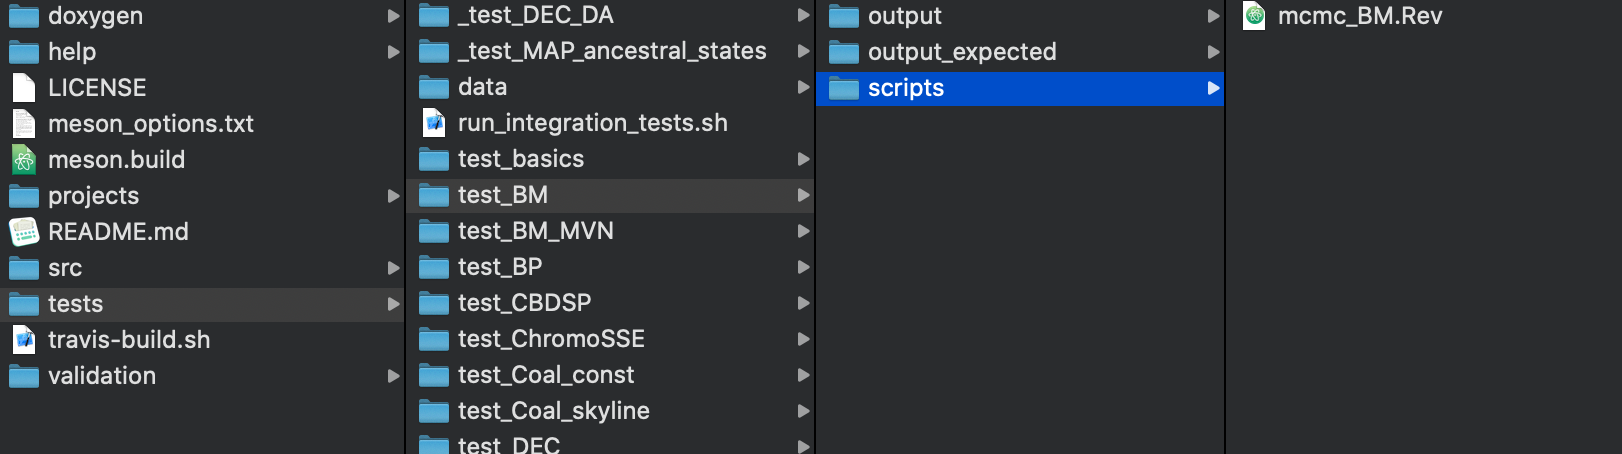 doxygen
help
LICENSE
meson_options.txt
meson.build
projects
README.md
src
tests
travis-build.sh
validation
_test_DEC_DA
_test_MAP_ancestral_states
data
run_integration_tests.sh
test_basics
test_BM
test_BM_MVN
test_BP
test_CBDSP
test_ChromoSSE
test_Coal_const
test_Coal_skyline
test_DEC
output
output_expected
scripts
mcmc_BM.Rev